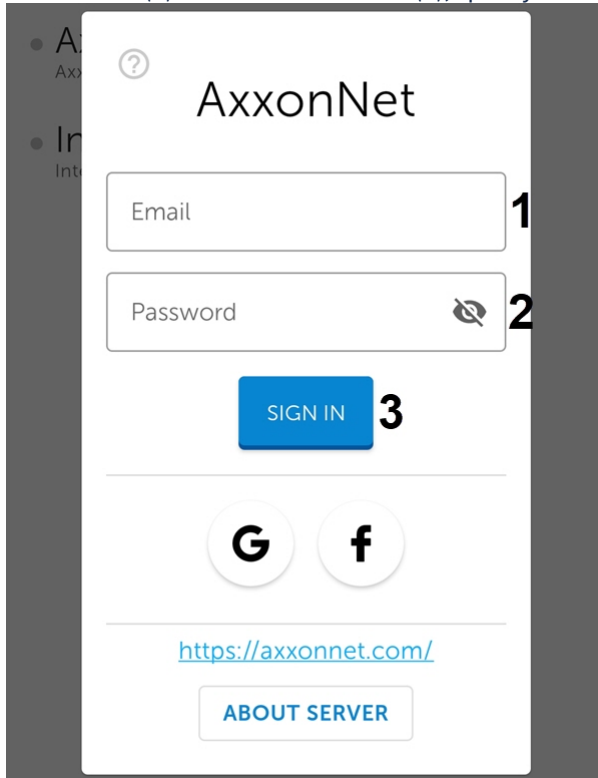 AxxonNet
Email
1
Password
2
SIGN IN
3
G f
https://axxonnet.com/
ABOUT SERVER